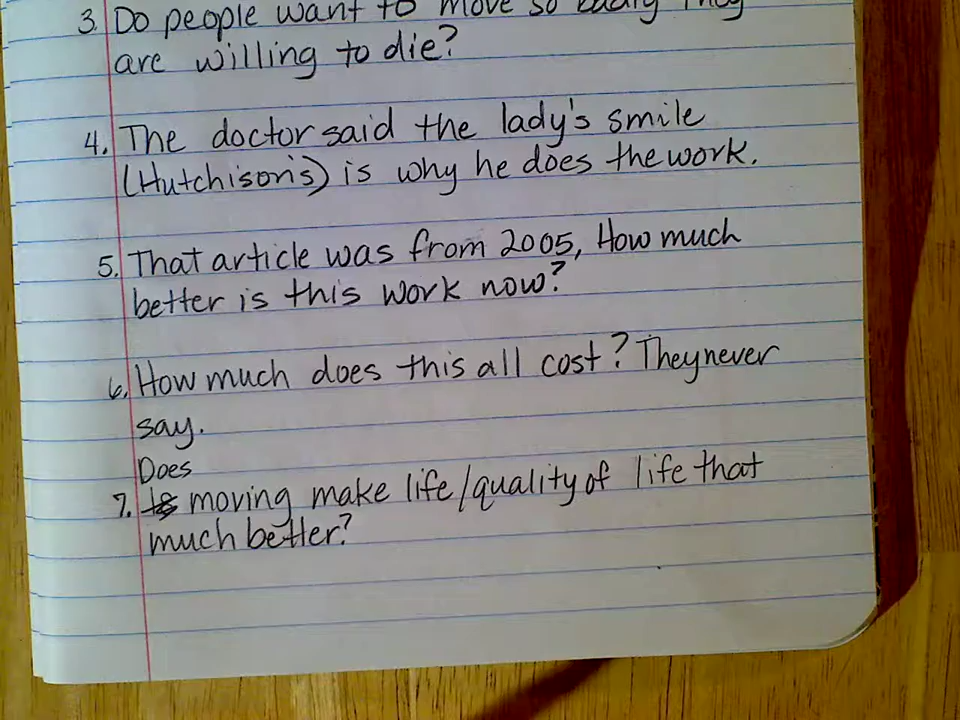 3. Do people want to move so badly they
are willing to die?
4. The doctor said the lady's smile
(Hutchison's) is why he does the work.
5. That article was from 2005, How much
better is this work now?
6. How much does this all cost? They never
say.
Does
7. Is moving make life/quality of life that
much better?